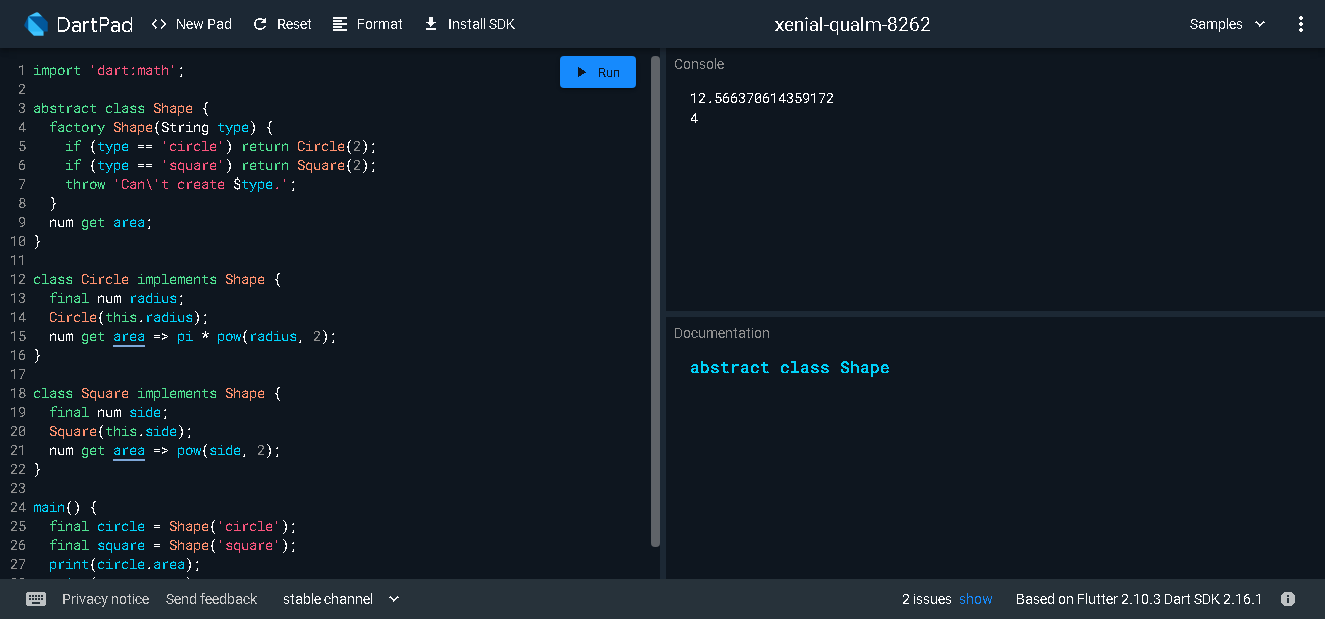 DartPad <> New Pad Reset Format Install SDK xenial-qualm-8262 Samples
Run
1 import 'dart:math';
2
3 abstract class Shape {
4 factory Shape(String type) {
5 if (type == 'circle') return Circle(2);
6 if (type == 'square') return Square(2);
7 throw 'Can\'t create $type.';
8 }
9 num get area;
10 }
11
12 class Circle implements Shape {
13 final num radius;
14 Circle(this.radius);
15 num get area => pi * pow(radius, 2);
16 }
17
18 class Square implements Shape {
19 final num side;
20 Square(this.side);
21 num get area => pow(side, 2);
22 }
23
24 main() {
25 final circle = Shape('circle');
26 final square = Shape('square');
27 print(circle.area);
Console
12.566370614359172
4
Documentation
abstract class Shape
Privacy notice Send feedback stable channel 2 issues show Based on Flutter 2.10.3 Dart SDK 2.16.1